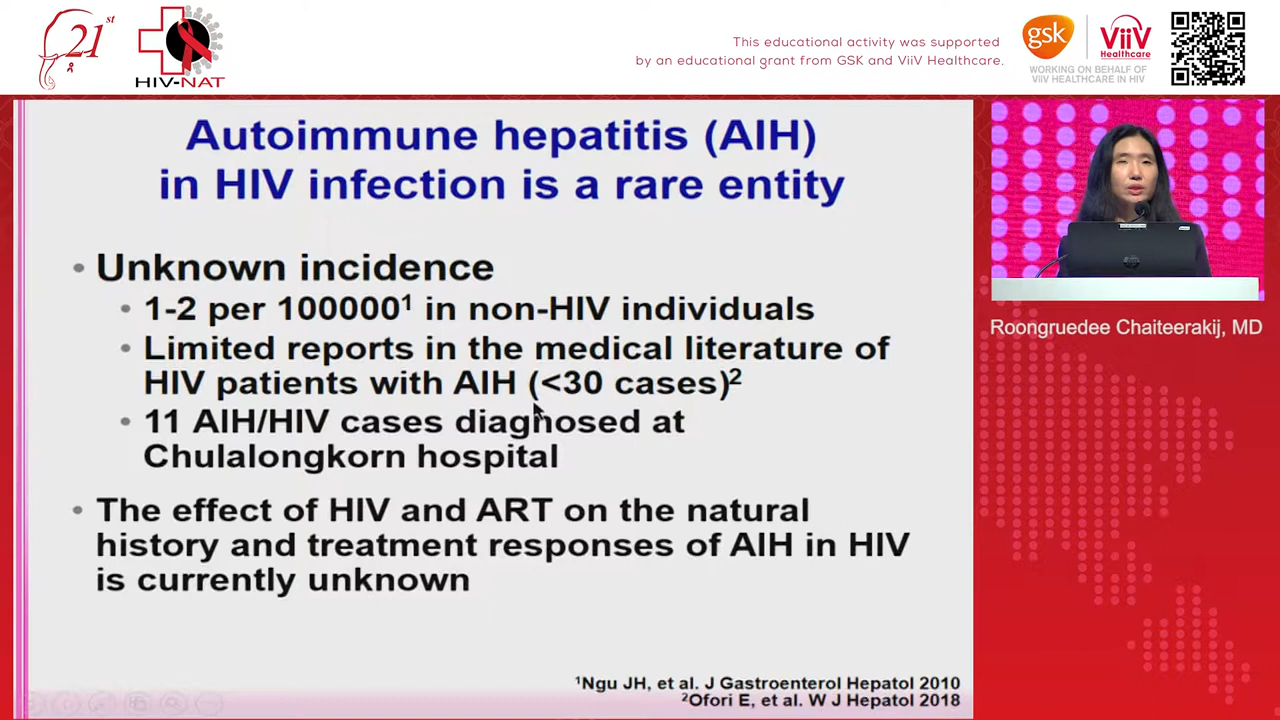 21st
HIV-NAT
This educational activity was supported
by an educational grant from GSK and ViiV Healthcare.
gsk
ViiV
Healthcare
WORKING ON BEHALF OF
ViiV HEALTHCARE IN HIV
Autoimmune hepatitis (AIH)
in HIV infection is a rare entity
• Unknown incidence
• 1-2 per 100000¹ in non-HIV individuals
• Limited reports in the medical literature of
HIV patients with AIH (<30 cases)²
• 11 AIH/HIV cases diagnosed at
Chulalongkorn hospital
• The effect of HIV and ART on the natural
history and treatment responses of AIH in HIV
is currently unknown
¹Ngu JH, et al. J Gastroenterol Hepatol 2010
²Ofori E, et al. W J Hepatol 2018
Roongruedee Chaiteerakij, MD